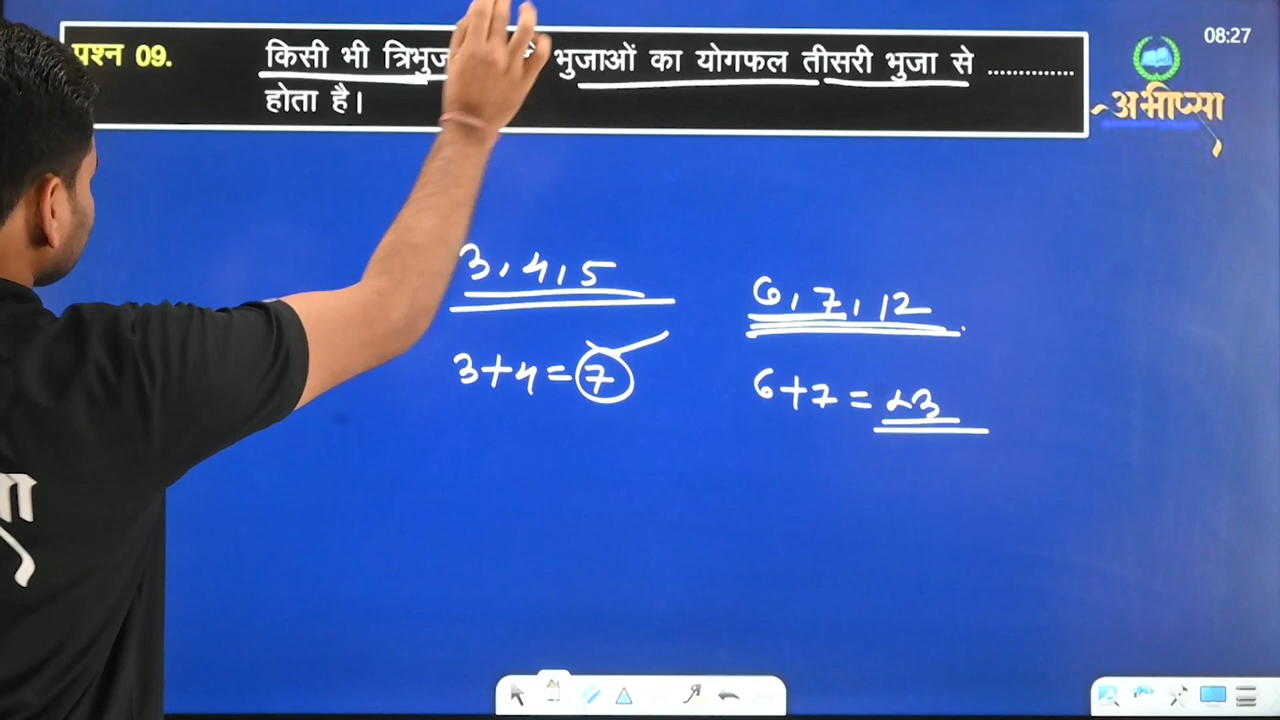 08:27
प्रश्न 09. किसी भी भुजाओं का योगफल तीसरी भुजा से ..............
होता है।
अभीप्सा
3, 4, 5
6, 7, 12
3+4=7
6+7=13